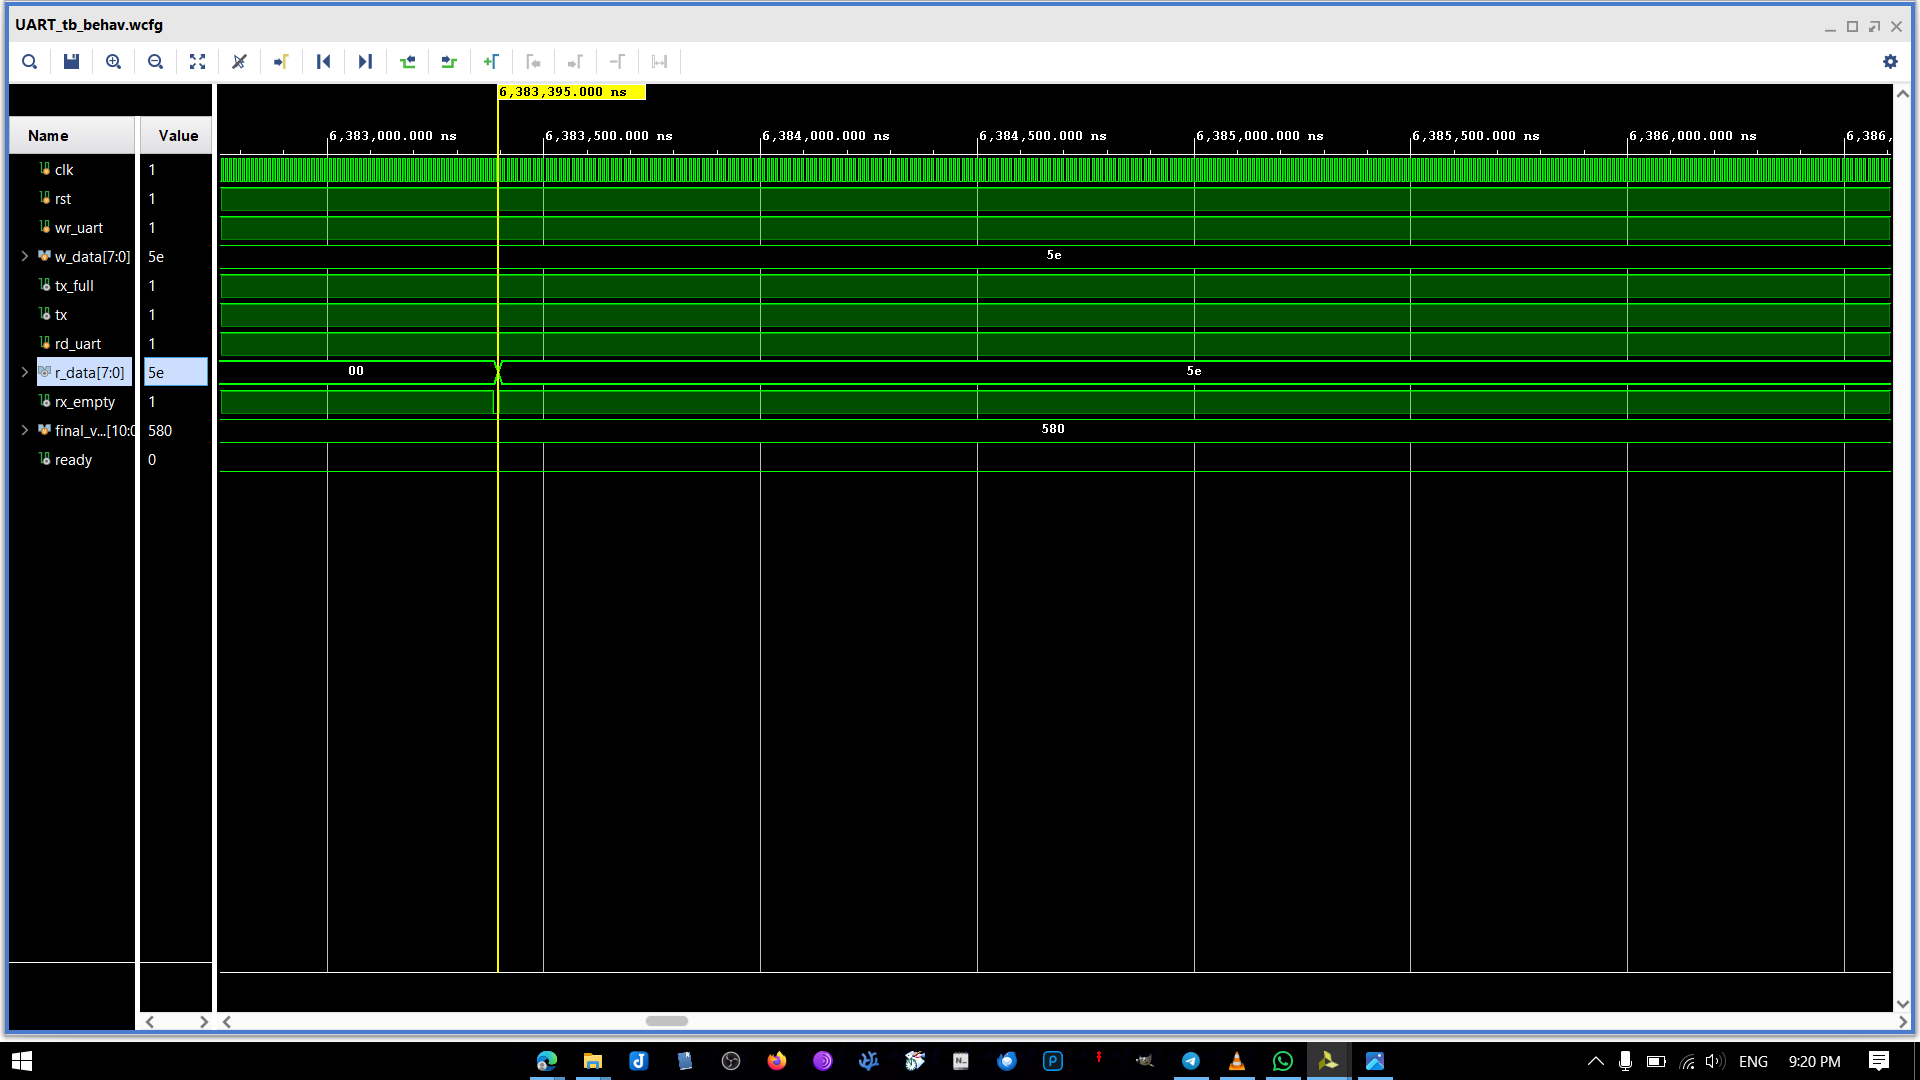 UART_tb_behav.wcfg
6,383,395.000 ns
Name Value
6,383,000.000 ns 6,383,500.000 ns 6,384,000.000 ns 6,384,500.000 ns 6,385,000.000 ns 6,385,500.000 ns 6,386,000.000 ns 6,386,
clk 1
rst 1
wr_uart 1
w_data[7:0] 5e 5e
tx_full 1
tx 1
rd_uart 1
r_data[7:0] 5e 00 5e
rx_empty 1
final_v...[10:0 580 580
ready 0
ENG 9:20 PM